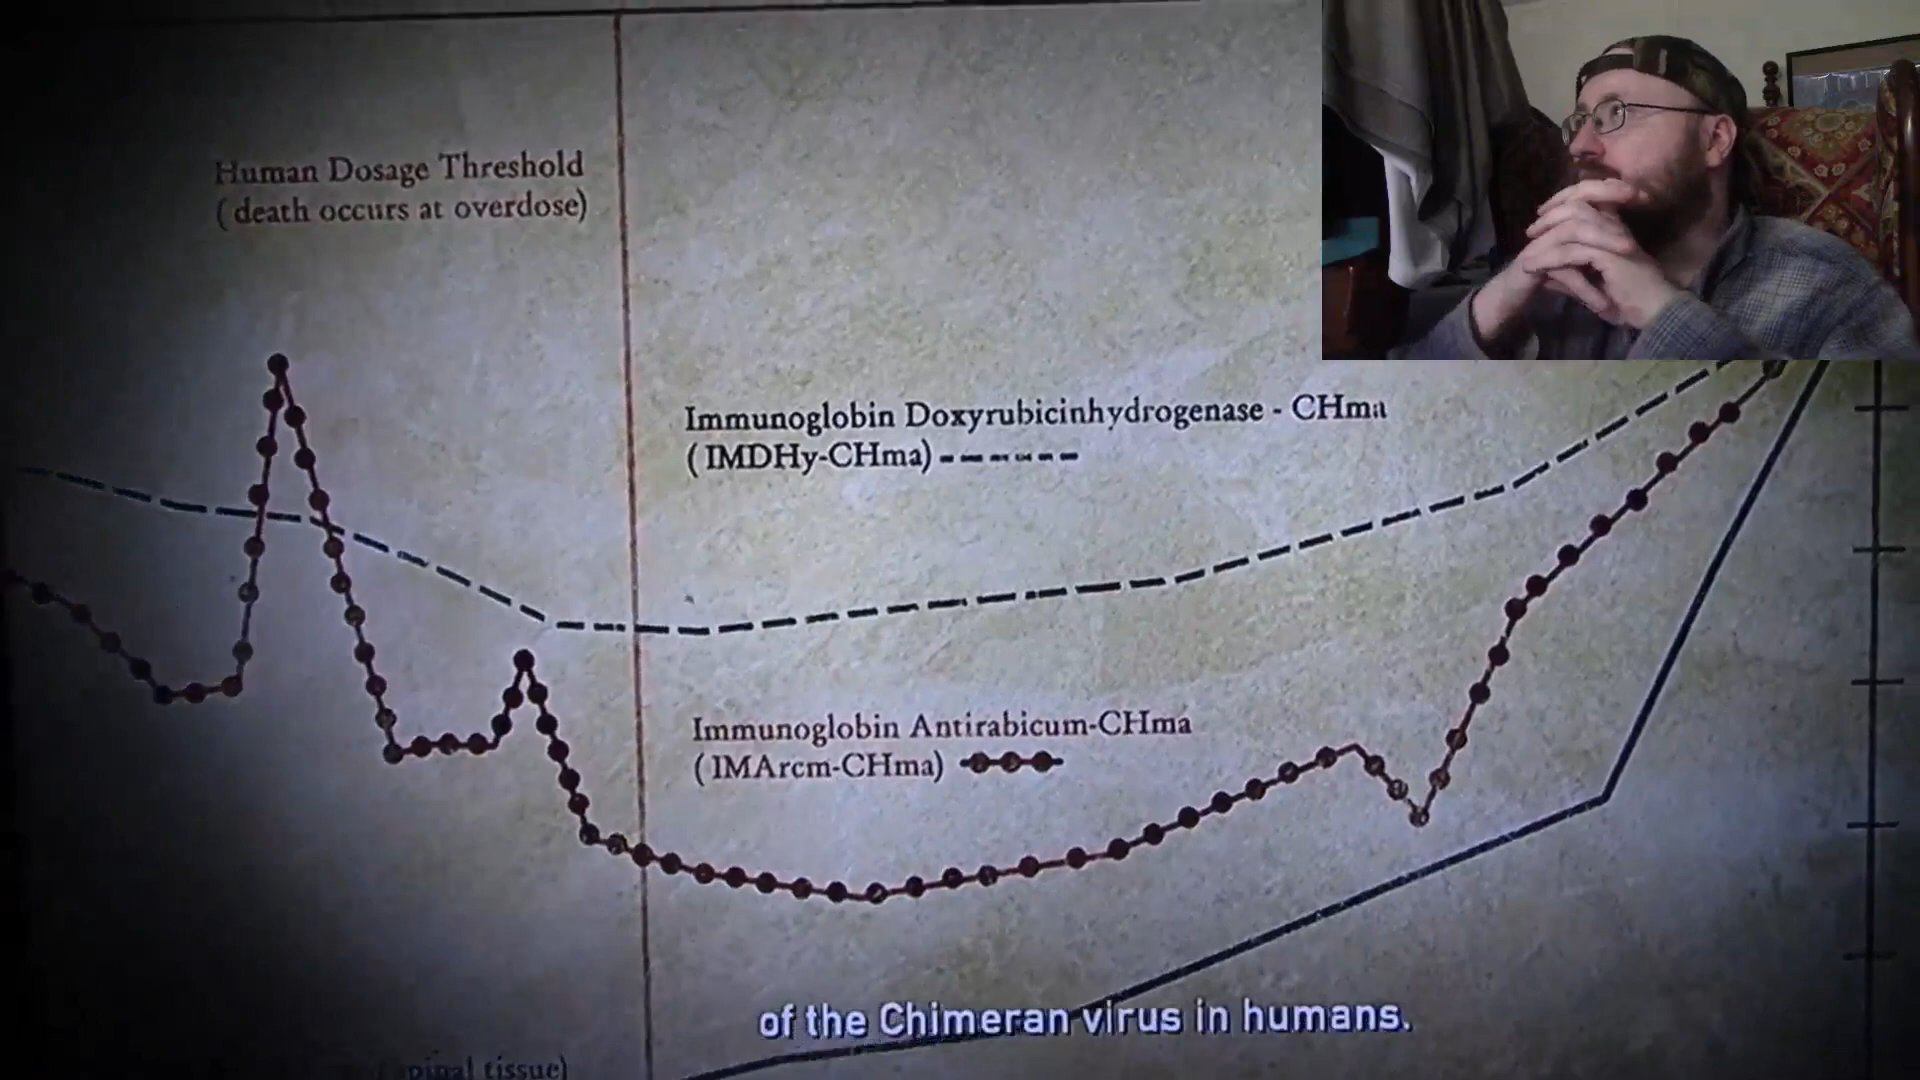 Human Dosage Threshold
(death occurs at overdose)
Immunoglobin Doxyrubicinhydrogenase - CHma
(IMDHy-CHma)
Immunoglobin Antirabicum-CHma
(IMArcm-CHma)
of the Chimeran virus in humans.
tissue)